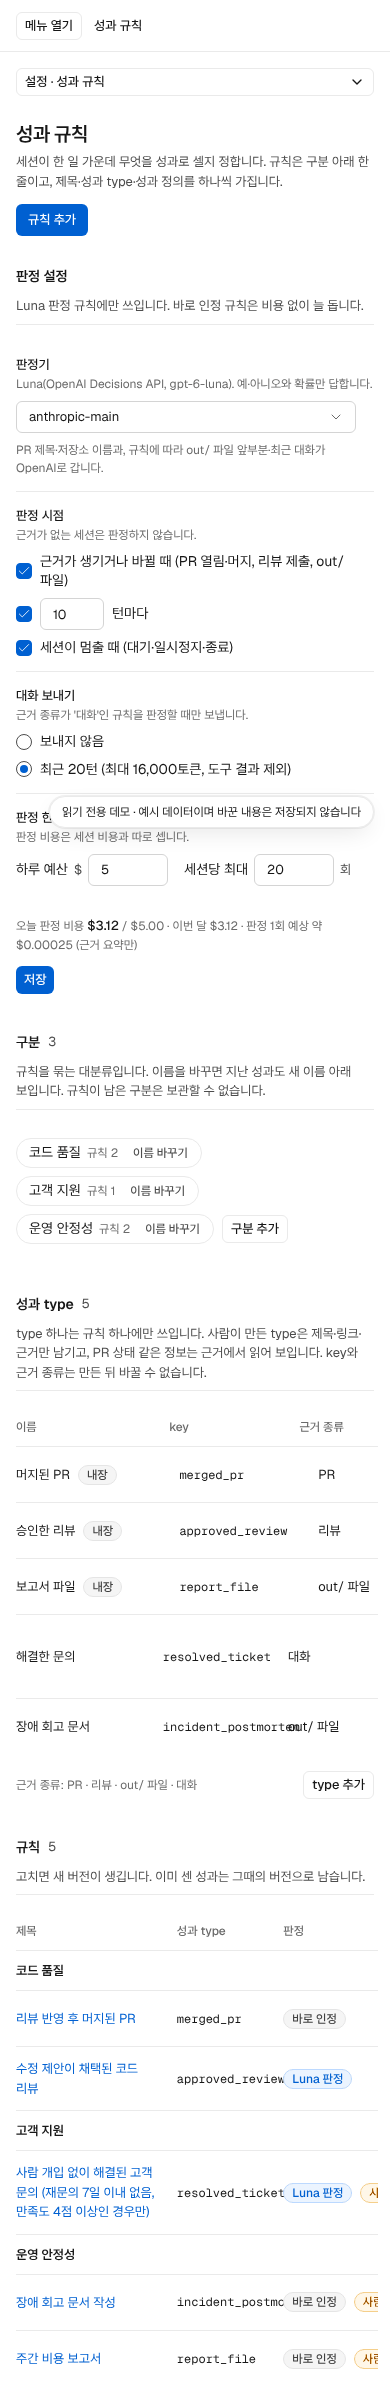 메뉴 열기 성과 규칙
설정 · 성과 규칙
성과 규칙
세션이 한 일 가운데 무엇을 성과로 셀지 정합니다. 규칙은 구분 아래 한
줄이고, 제목·성과 type·성과 정의를 하나씩 가집니다.
규칙 추가
판정 설정
Luna 판정 규칙에만 쓰입니다. 바로 인정 규칙은 비용 없이 늘 돕니다.
판정기
Luna(OpenAI Decisions API, gpt-6-luna). 예·아니오와 확률만 답합니다.
anthropic-main
PR 제목·저장소 이름과, 규칙에 따라 out/ 파일 앞부분·최근 대화가
OpenAI로 갑니다.
판정 시점
근거가 없는 세션은 판정하지 않습니다.
근거가 생기거나 바뀔 때 (PR 열림·머지, 리뷰 제출, out/
파일)
10 턴마다
세션이 멈출 때 (대기·일시정지·종료)
대화 보내기
근거 종류가 '대화'인 규칙을 판정할 때만 보냅니다.
보내지 않음
최근 20턴 (최대 16,000토큰, 도구 결과 제외)
판정 한
읽기 전용 데모 · 예시 데이터이며 바꾼 내용은 저장되지 않습니다
판정 비용은 세션 비용과 따로 셉니다.
하루 예산 $ 5 세션당 최대 20 회
오늘 판정 비용 $3.12 / $5.00 · 이번 달 $3.12 · 판정 1회 예상 약
$0.00025 (근거 요약만)
저장
구분 3
규칙을 묶는 대분류입니다. 이름을 바꾸면 지난 성과도 새 이름 아래
보입니다. 규칙이 남은 구분은 보관할 수 없습니다.
코드 품질 규칙 2 이름 바꾸기
고객 지원 규칙 1 이름 바꾸기
운영 안정성 규칙 2 이름 바꾸기 구분 추가
성과 type 5
type 하나는 규칙 하나에만 쓰입니다. 사람이 만든 type은 제목·링크·
근거만 남기고, PR 상태 같은 정보는 근거에서 읽어 보입니다. key와
근거 종류는 만든 뒤 바꿀 수 없습니다.
이름 key 근거 종류
머지된 PR 내장 merged_pr PR
승인한 리뷰 내장 approved_review 리뷰
보고서 파일 내장 report_file out/ 파일
해결한 문의 resolved_ticket 대화
장애 회고 문서 incident_postmortem out/ 파일
근거 종류: PR · 리뷰 · out/ 파일 · 대화 type 추가
규칙 5
고치면 새 버전이 생깁니다. 이미 센 성과는 그때의 버전으로 남습니다.
제목 성과 type 판정
코드 품질
리뷰 반영 후 머지된 PR merged_pr 바로 인정
수정 제안이 채택된 코드
리뷰 approved_review Luna 판정
고객 지원
사람 개입 없이 해결된 고객
문의 (재문의 7일 이내 없음, resolved_ticket Luna 판정
만족도 4점 이상인 경우만)
운영 안정성
장애 회고 문서 작성 incident_postmo 바로 인정
주간 비용 보고서 report_file 바로 인정